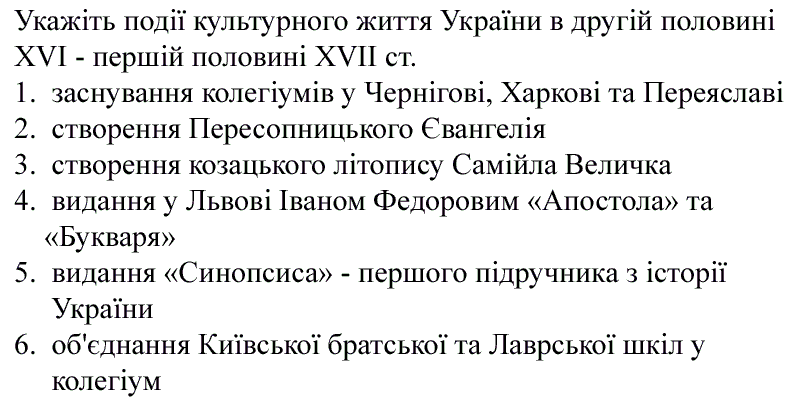 Укажіть події культурного життя України в другій половині
XVI - першій половині XVII ст.
1. заснування колегіумів у Чернігові, Харкові та Переяславі
2. створення Пересопницького Євангелія
3. створення козацького літопису Самійла Величка
4. видання у Львові Іваном Федоровим «Апостола» та
«Букваря»
5. видання «Синопсиса» - першого підручника з історії
України
6. об'єднання Київської братської та Лаврської шкіл у
колегіум